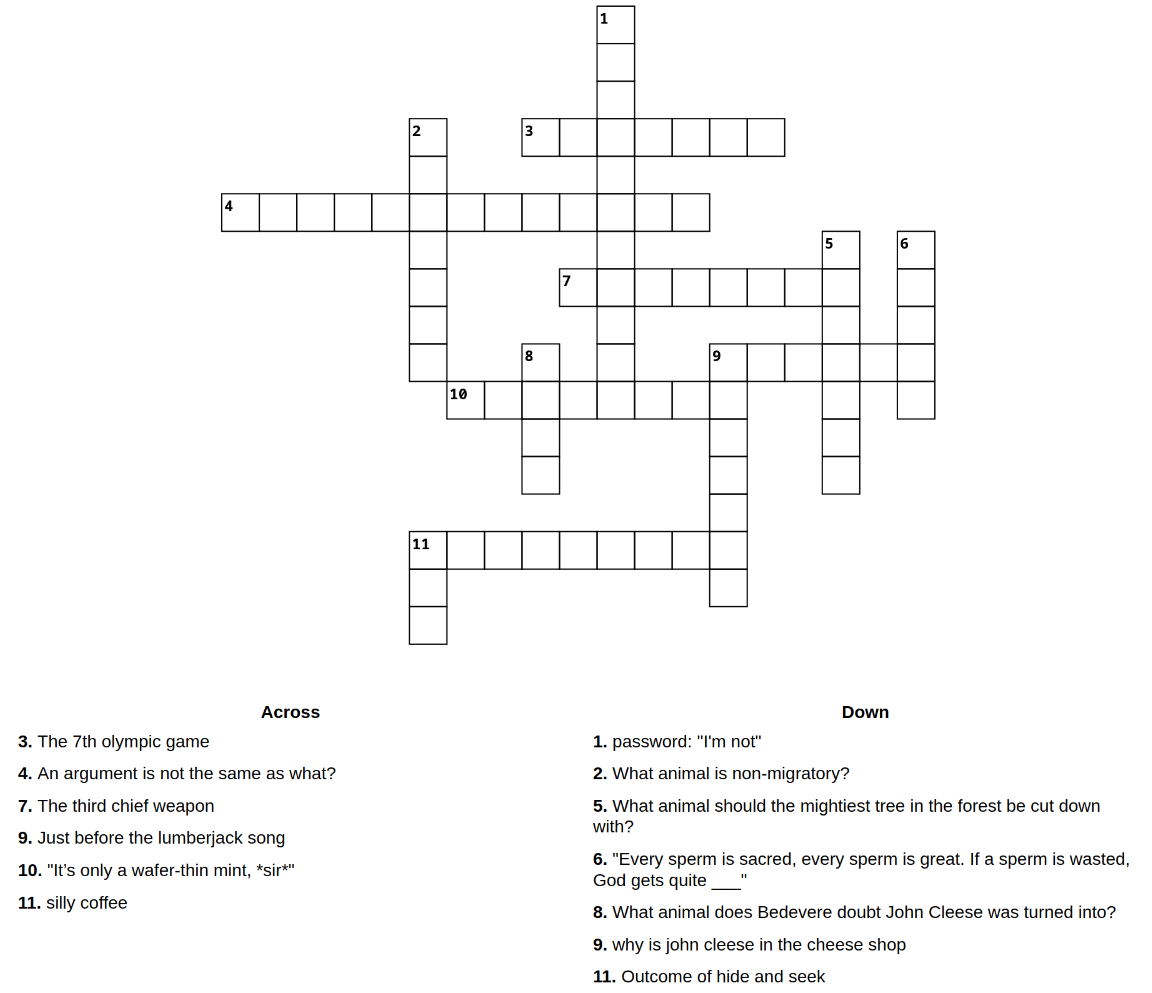 1
2
3
4
5
6
7
8
9
10
11
Across
3. The 7th olympic game
4. An argument is not the same as what?
7. The third chief weapon
9. Just before the lumberjack song
10. "It’s only a wafer-thin mint, *sir*"
11. silly coffee
Down
1. password: "I'm not"
2. What animal is non-migratory?
5. What animal should the mightiest tree in the forest be cut down
with?
6. "Every sperm is sacred, every sperm is great. If a sperm is wasted,
God gets quite ___"
8. What animal does Bedevere doubt John Cleese was turned into?
9. why is john cleese in the cheese shop
11. Outcome of hide and seek